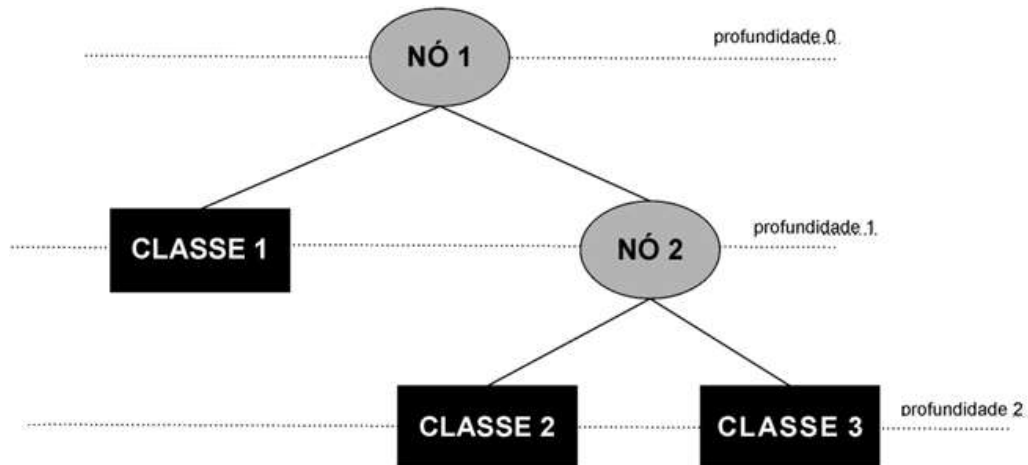 NÓ 1
profundidade 0
CLASSE 1
NÓ 2
profundidade 1
CLASSE 2
CLASSE 3
profundidade 2